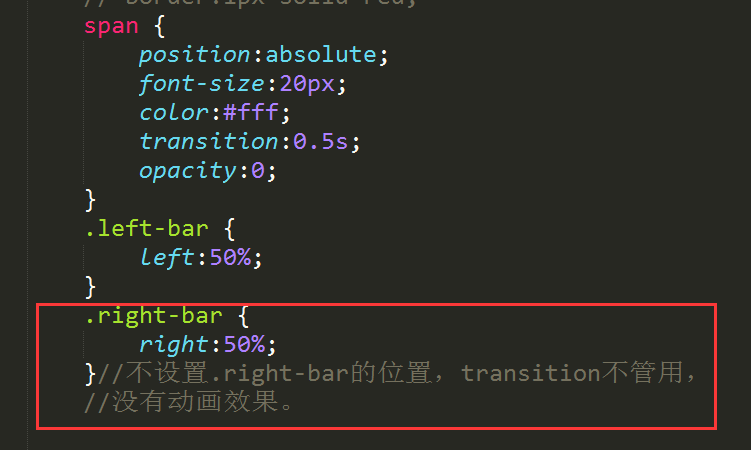 // border:1px solid red;
span {
position:absolute;
font-size:20px;
color:#fff;
transition:0.5s;
opacity:0;
}
.left-bar {
left:50%;
}
.right-bar {
right:50%;
}//不设置.right-bar的位置，transition不管用，
//没有动画效果。